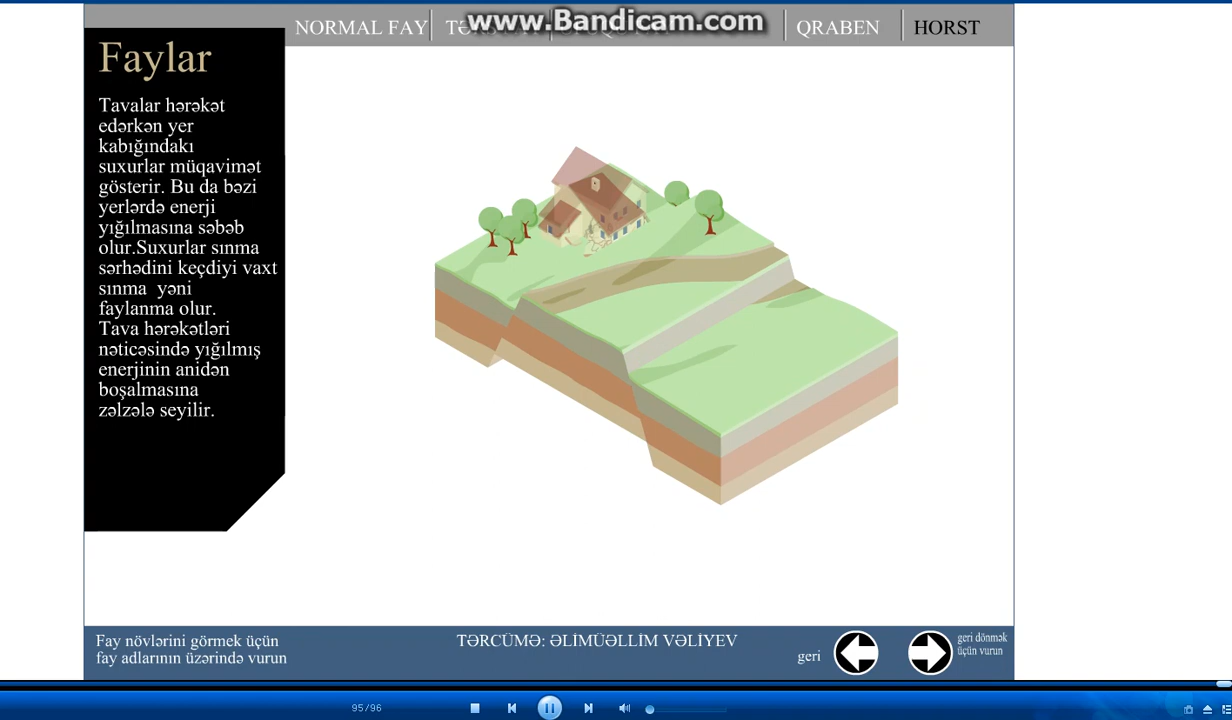 www.Bandicam.com
NORMAL FAY
QRABEN
HORST
Faylar
Tavalar hərəkət
edərkən yer
kabığındakı
suxurlar müqavimət
gösterir. Bu da bəzi
yerlərdə enerji
yığılmasına səbəb
olur.Suxurlar sınma
sərhədini keçdiyi vaxt
sınma yəni
faylanma olur.
Tava hərəkətləri
nəticəsində yığılmış
enerjinin anidən
boşalmasına
zəlzələ seyilir.
Fay növlərini görmek üçün
fay adlarının üzərində vurun
TƏRCÜMƏ: ƏLİMÜƏLLİM VƏLİYEV
geri
geri dönmək
üçün vurun
95/96